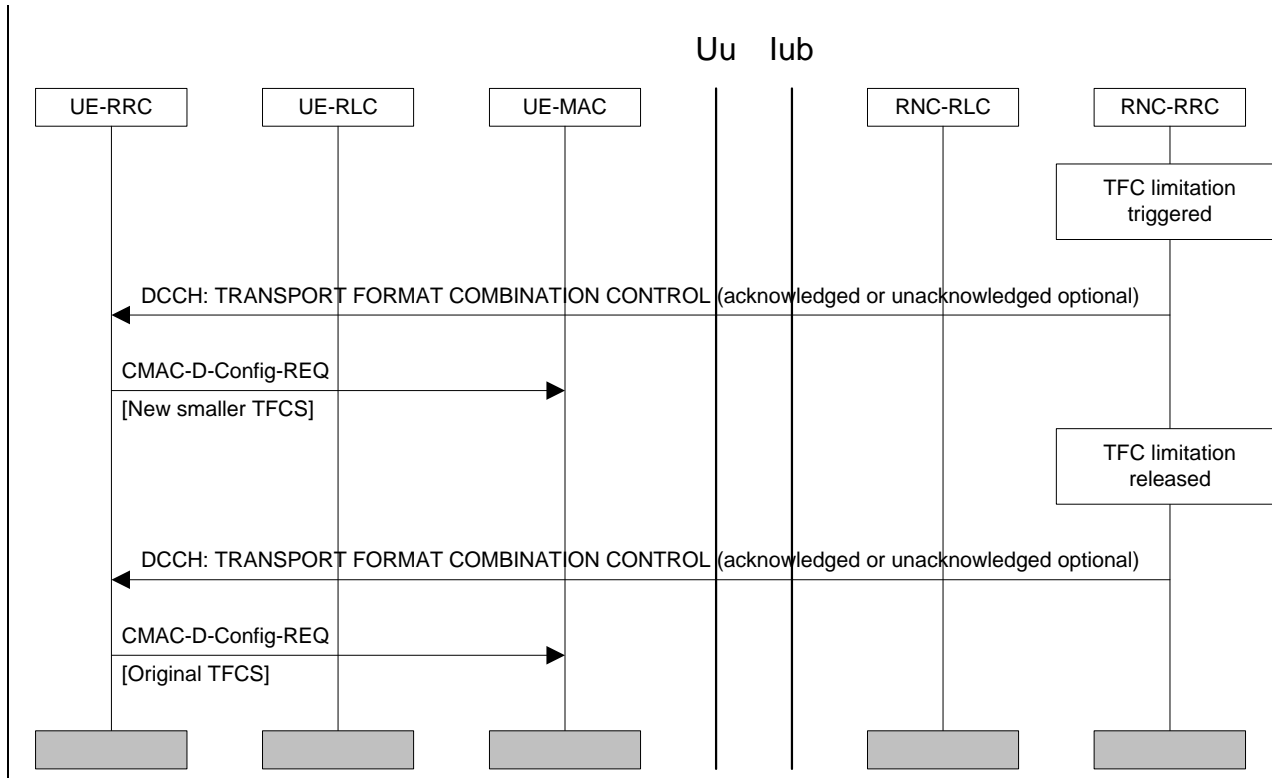 Uu Iub
UE-RRC UE-RLC UE-MAC RNC-RLC RNC-RRC
TFC limitation
triggered
DCCH: TRANSPORT FORMAT COMBINATION CONTROL (acknowledged or unacknowledged optional)
CMAC-D-Config-REQ
[New smaller TFCS]
TFC limitation
released
DCCH: TRANSPORT FORMAT COMBINATION CONTROL (acknowledged or unacknowledged optional)
CMAC-D-Config-REQ
[Original TFCS]